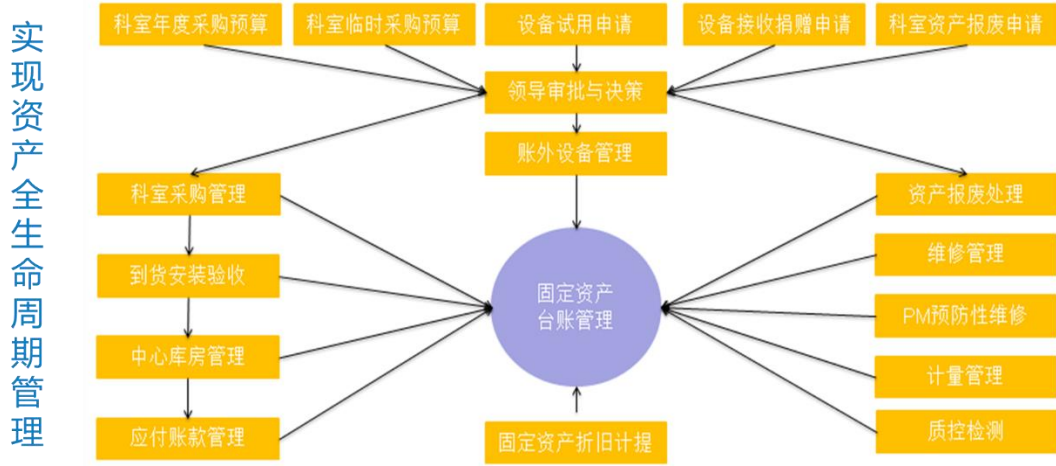 实现资产全生命周期管理
科室年度采购预算
科室临时采购预算
设备试用申请
设备接收捐赠申请
科室资产报废申请
领导审批与决策
账外设备管理
科室采购管理
资产报废处理
到货安装验收
维修管理
固定资产
台账管理
PM预防性维修
中心库房管理
计量管理
应付账款管理
固定资产折旧计提
质控检测